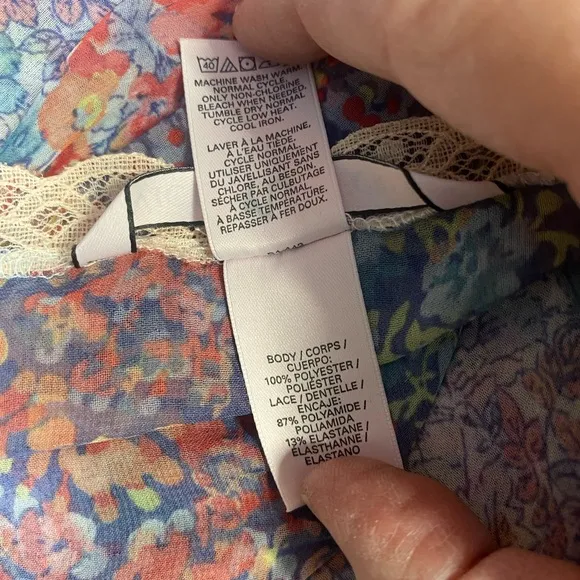 MACHINE WASH WARM
NORMAL CYCLE.
ONLY NON-CHLORINE
BLEACH WHEN NEEDED.
TUMBLE DRY NORMAL
CYCLE LOW HEAT.
COOL IRON.
LAVER À LA MACHINE,
À L'EAU TIÈDE,
CYCLE NORMAL.
UTILISER UNIQUEMENT
DU JAVELLISANT SANS
CHLORE, AU BESOIN.
SÉCHER PAR CULBUTAGE
À CYCLE NORMAL,
À BASSE TEMPÉRATURE.
REPASSER À FER DOUX.
BODY / CORPS /
CUERPO:
100% POLYESTER /
POLIÉSTER
LACE / DENTELLE /
ENCAJE:
87% POLYAMIDE /
POLIAMIDA
13% ELASTANE /
ÉLASTHANNE /
ELASTANO